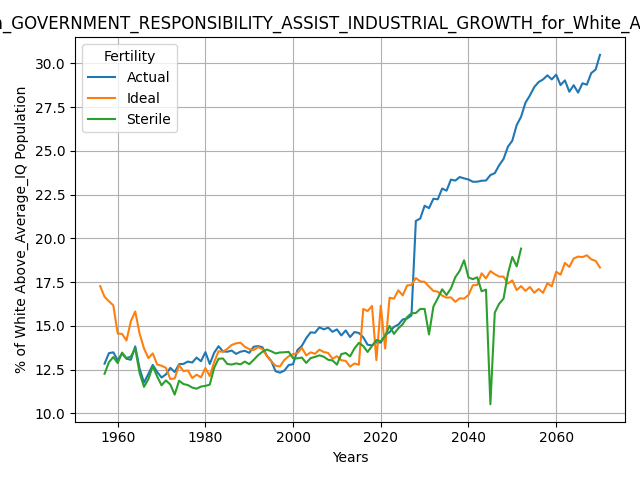 _GOVERNMENT_RESPONSIBILITY_ASSIST_INDUSTRIAL_GROWTH_for_White_A
Fertility
Actual
Ideal
Sterile
% of White Above_Average_IQ Population
30.0
27.5
25.0
22.5
20.0
17.5
15.0
12.5
10.0
1960
1980
2000
2020
2040
2060
Years